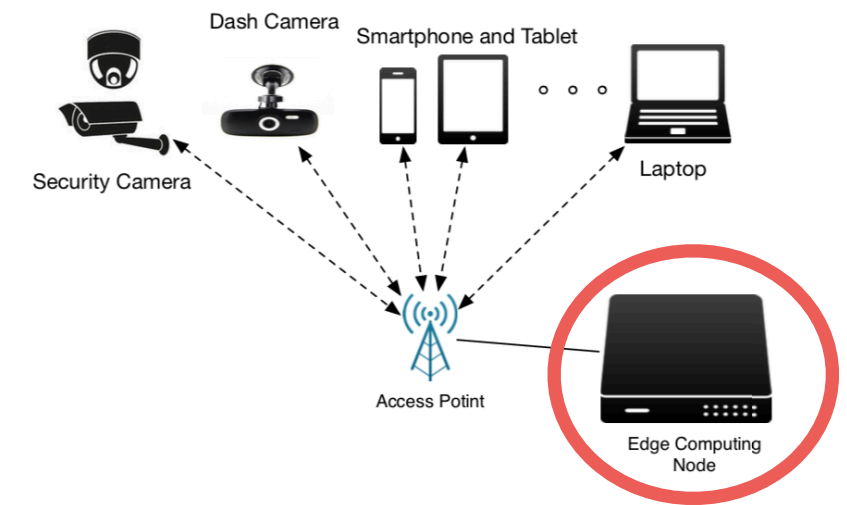 Dash Camera
Smartphone and Tablet
Security Camera
Laptop
Access Potint
Edge Computing
Node